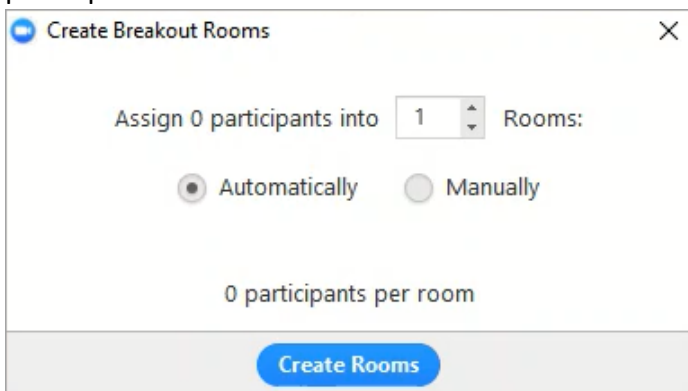 Create Breakout Rooms
Assign 0 participants into 1 Rooms:
Automatically Manually
0 participants per room
Create Rooms